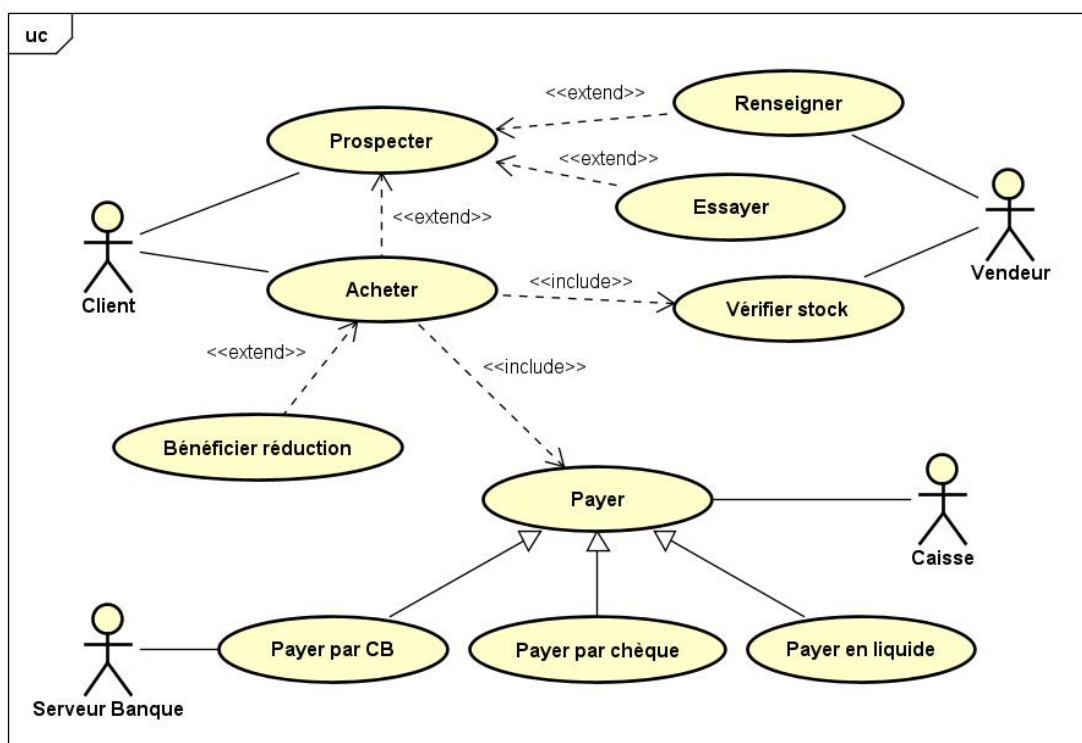 uc
<<extend>>
Renseigner
Prospecter
<<extend>>
Essayer
<<extend>>
Client
Acheter
<<include>>
Vérifier stock
Vendeur
<<extend>>
<<include>>
Bénéficier réduction
Payer
Caisse
Payer par CB
Payer par chèque
Payer en liquide
Serveur Banque